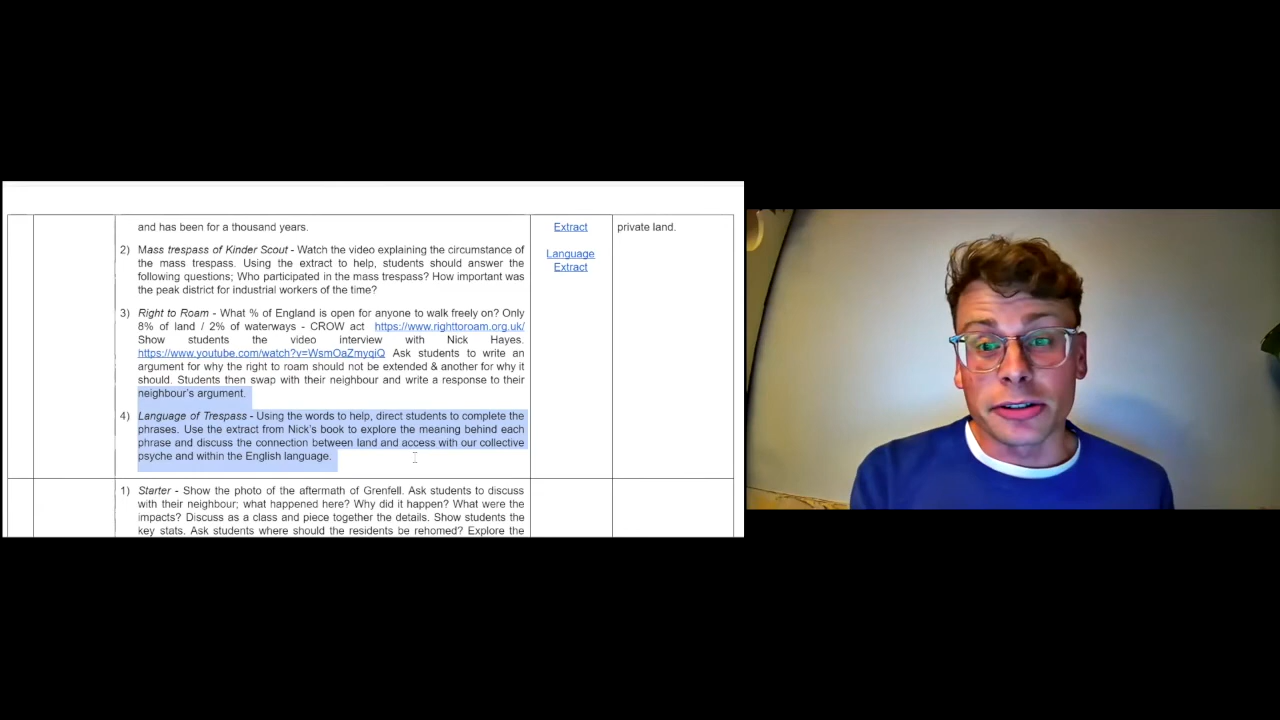 and has been for a thousand years.
Extract
private land.
2) Mass trespass of Kinder Scout - Watch the video explaining the circumstance of
the mass trespass. Using the extract to help, students should answer the
following questions; Who participated in the mass trespass? How important was
the peak district for industrial workers of the time?
Language
Extract
3) Right to Roam - What % of England is open for anyone to walk freely on? Only
8% of land / 2% of waterways - CROW act https://www.righttoroam.org.uk/
Show students the video interview with Nick Hayes.
https://www.youtube.com/watch?v=WsmOaZmyqiQ Ask students to write an
argument for why the right to roam should not be extended & another for why it
should. Students then swap with their neighbour and write a response to their
neighbour's argument.
4) Language of Trespass - Using the words to help, direct students to complete the
phrases. Use the extract from Nick's book to explore the meaning behind each
phrase and discuss the connection between land and access with our collective
psyche and within the English language.
1) Starter - Show the photo of the aftermath of Grenfell. Ask students to discuss
with their neighbour; what happened here? Why did it happen? What were the
impacts? Discuss as a class and piece together the details. Show students the
key stats. Ask students where should the residents be rehomed? Explore the